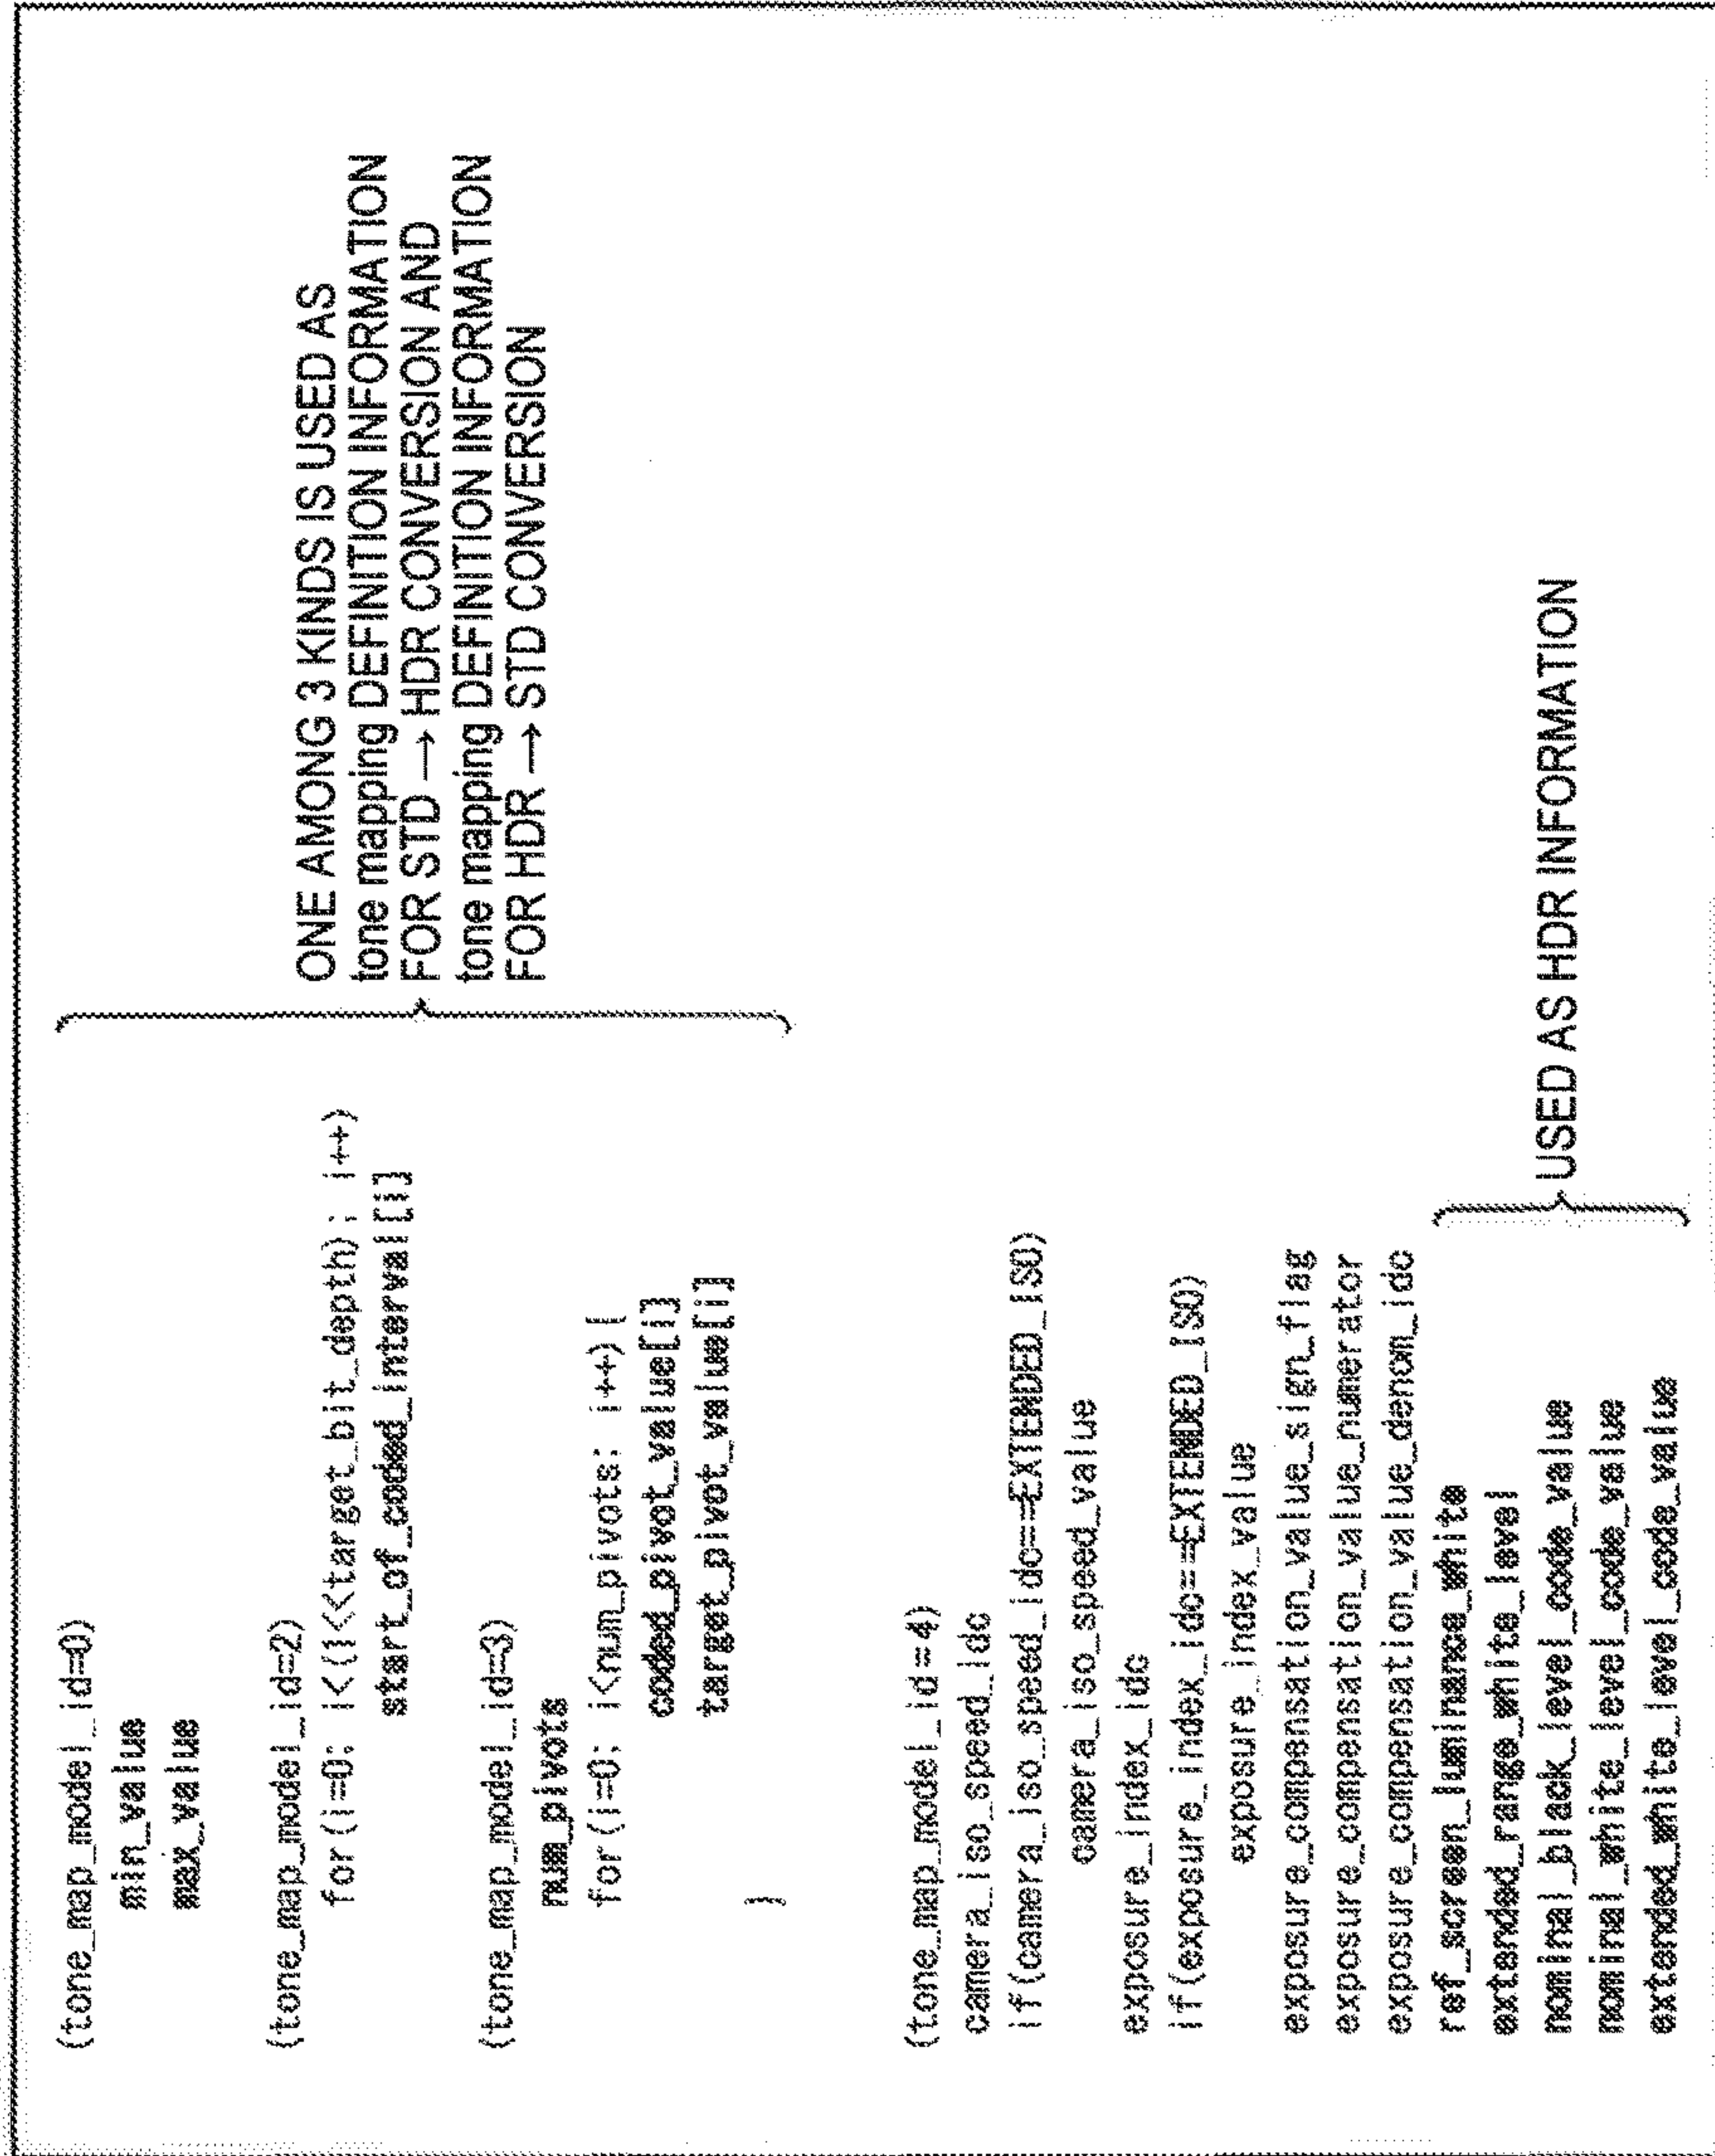 (tone_map_model_id=0)
min_value
max_value
(tone_map_model_id=2)
for(i=0; i<(1<<target_bit_depth); i++)
start_of_coded_interval[i]
(tone_map_model_id=3)
num_pivots
for(i=0; i<num_pivots; i++){
coded_pivot_value[i]
target_pivot_value[i]
}
ONE AMONG 3 KINDS IS USED AS
tone mapping DEFINITION INFORMATION
FOR STD → HDR CONVERSION AND
tone mapping DEFINITION INFORMATION
FOR HDR → STD CONVERSION
(tone_map_model_id=4)
camera_iso_speed_idc
if(camera_iso_speed_idc==EXTENDED_ISO)
camera_iso_speed_value
exposure_index_idc
if(exposure_index_idc==EXTENDED_ISO)
exposure_index_value
exposure_compensation_value_sign_flag
exposure_compensation_value_numerator
exposure_compensation_value_denom_idc
ref_screen_luminance_white
extended_range_white_level
nominal_black_level_code_value
nominal_white_level_code_value
extended_white_level_code_value
USED AS HDR INFORMATION